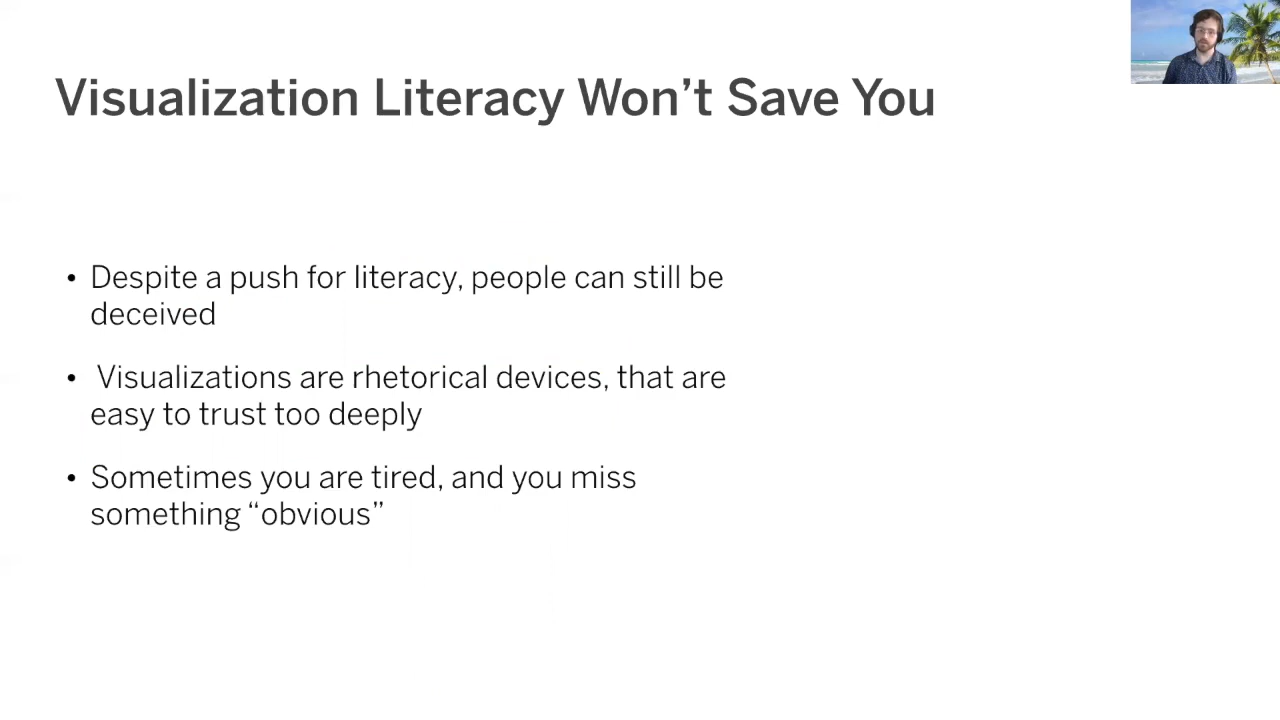 Visualization Literacy Won’t Save You
• Despite a push for literacy, people can still be
deceived
• Visualizations are rhetorical devices, that are
easy to trust too deeply
• Sometimes you are tired, and you miss
something “obvious”